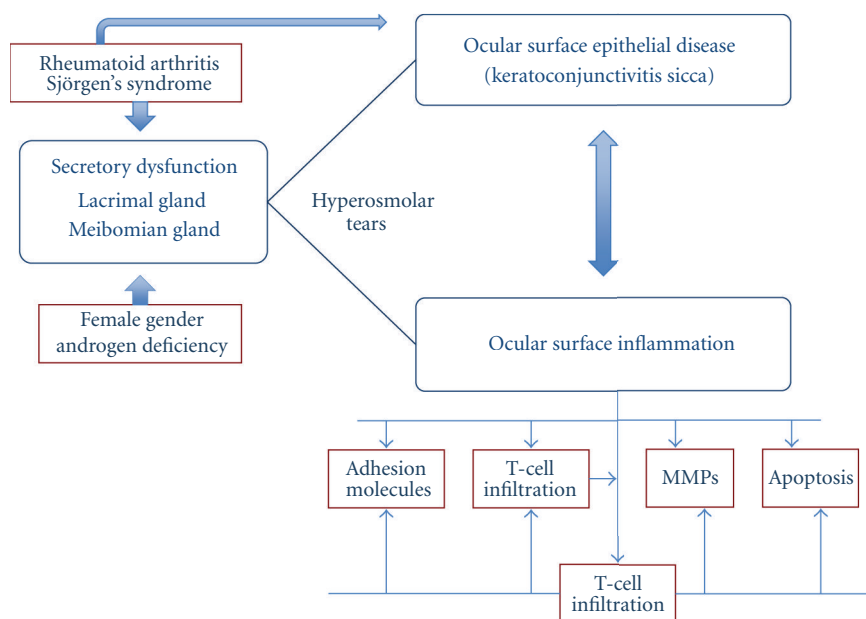 Rheumatoid arthritis
Sjörgen's syndrome
Ocular surface epithelial disease
(keratoconjunctivitis sicca)
Secretory dysfunction
Lacrimal gland
Meibomian gland
Hyperosmolar
tears
Female gender
androgen deficiency
Ocular surface inflammation
Adhesion
molecules
T-cell
infiltration
MMPs
Apoptosis
T-cell
infiltration